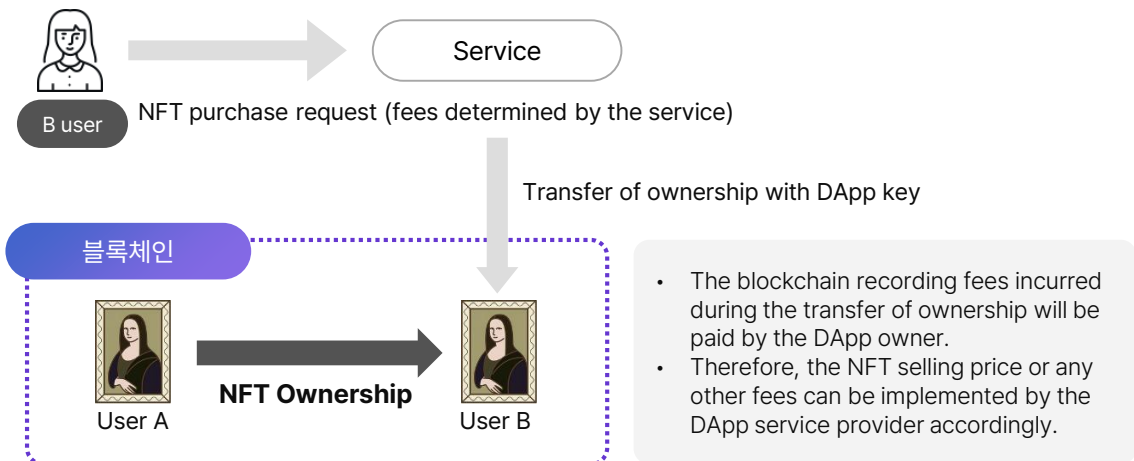 Service
B user
NFT purchase request (fees determined by the service)
Transfer of ownership with DApp key
블록체인
NFT Ownership
User A
User B
• The blockchain recording fees incurred
during the transfer of ownership will be
paid by the DApp owner.
• Therefore, the NFT selling price or any
other fees can be implemented by the
DApp service provider accordingly.